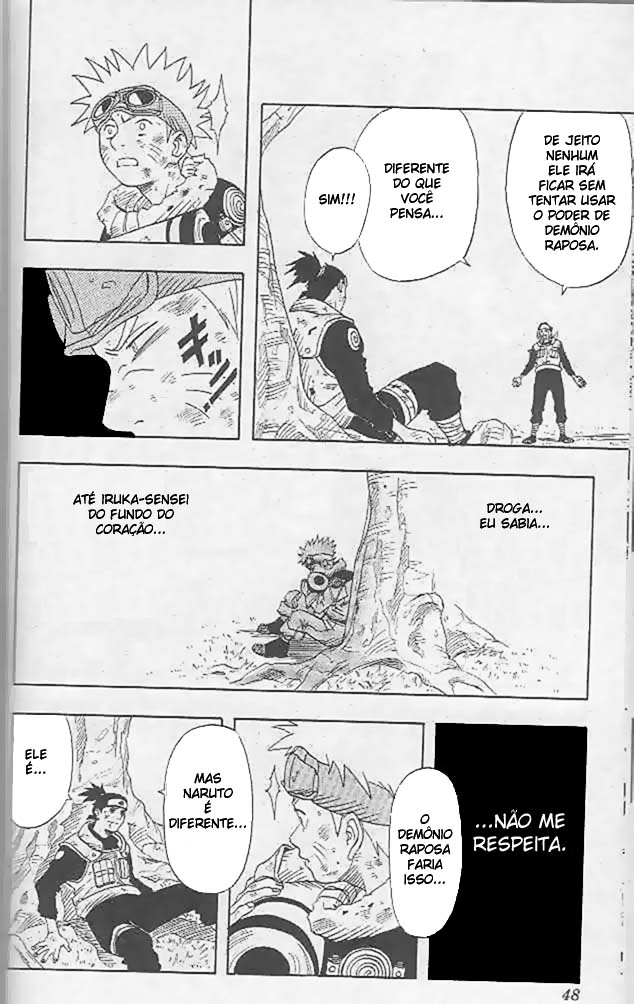 DE JEITO
NENHUM
ELE IRÁ
FICAR SEM
TENTAR USAR
O PODER DE
DEMÔNIO
RAPOSA.
DIFERENTE
DO QUE
VOCÊ
PENSA...
SIM!!!
DROGA...
EU SABIA...
ATÉ IRUKA-SENSEI
DO FUNDO DO
CORAÇÃO...
...NÃO ME
RESPEITA.
O
DEMÔNIO
RAPOSA
FARIA
ISSO...
MAS
NARUTO
É
DIFERENTE...
ELE
É...
48